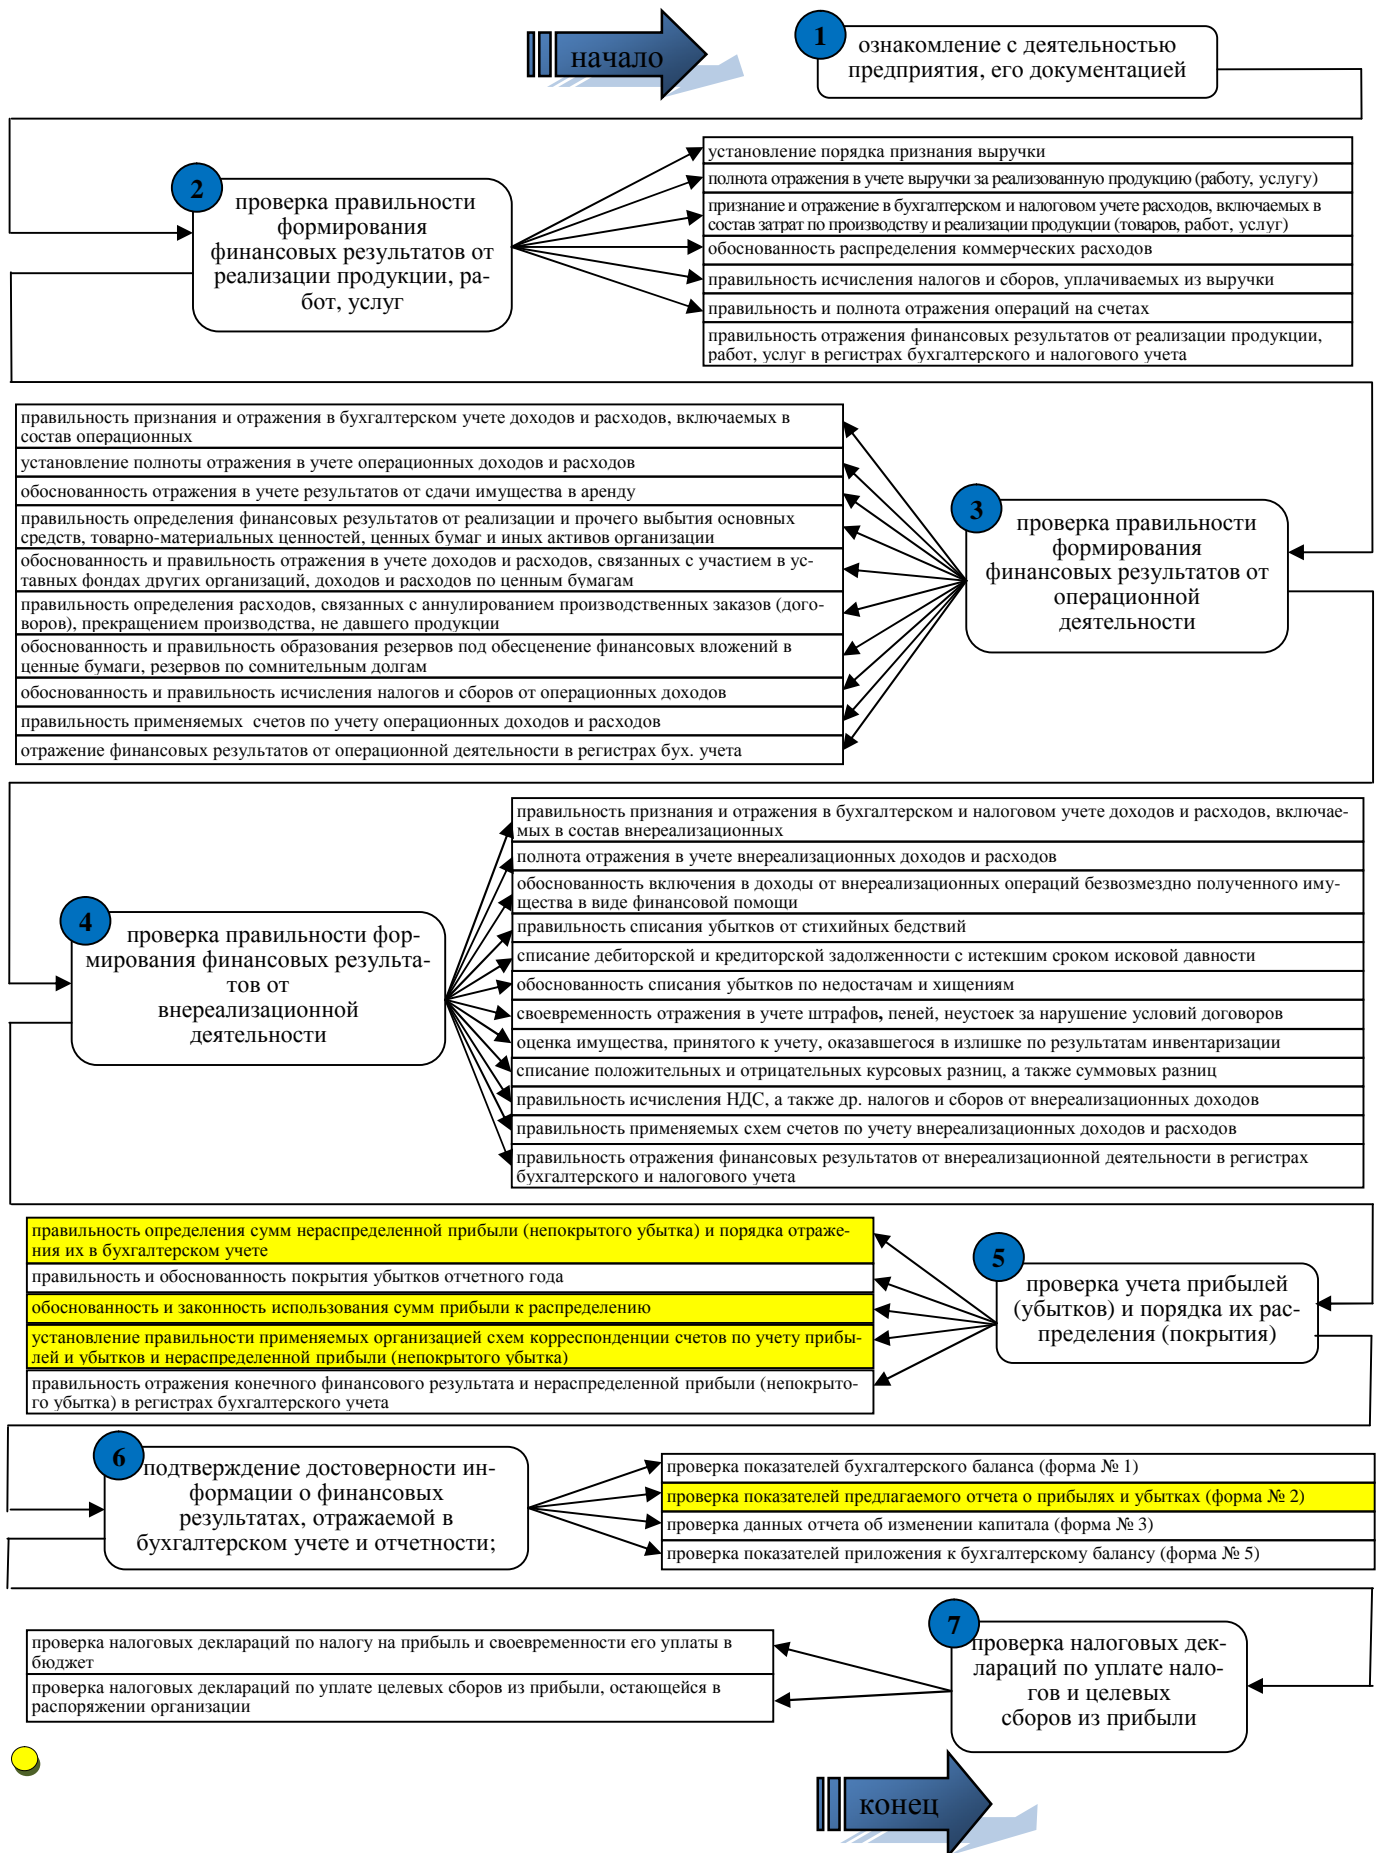 начало
1
ознакомление с деятельностью
предприятия, его документацией
2
проверка правильности
формирования
финансовых результатов от
реализации продукции, ра-
бот, услуг
установление порядка признания выручки
полнота отражения в учете выручки за реализованную продукцию (работу, услугу)
признание и отражение в бухгалтерском и налоговом учете расходов, включаемых в
состав затрат по производству и реализации продукции (товаров, работ, услуг)
обоснованность распределения коммерческих расходов
правильность исчисления налогов и сборов, уплачиваемых из выручки
правильность и полнота отражения операций на счетах
правильность отражения финансовых результатов от реализации продукции,
работ, услуг в регистрах бухгалтерского и налогового учета
правильность признания и отражения в бухгалтерском учете доходов и расходов, включаемых в
состав операционных
установление полноты отражения в учете операционных доходов и расходов
обоснованность отражения в учете результатов от сдачи имущества в аренду
правильность определения финансовых результатов от реализации и прочего выбытия основных
средств, товарно-материальных ценностей, ценных бумаг и иных активов организации
обоснованность и правильность отражения в учете доходов и расходов, связанных с участием в ус-
тавных фондах других организаций, доходов и расходов по ценным бумагам
правильность определения расходов, связанных с аннулированием производственных заказов (дого-
воров), прекращением производства, не давшего продукции
обоснованность и правильность образования резервов под обесценение финансовых вложений в
ценные бумаги, резервов по сомнительным долгам
обоснованность и правильность исчисления налогов и сборов от операционных доходов
правильность применяемых  счетов по учету операционных доходов и расходов
отражение финансовых результатов от операционной деятельности в регистрах бух. учета
3
проверка правильности
формирования
финансовых результатов от
операционной
деятельности
4
проверка правильности фор-
мирования финансовых результа-
тов от
внереализационной
деятельности
правильность признания и отражения в бухгалтерском и налоговом учете доходов и расходов, включае-
мых в состав внереализационных
полнота отражения в учете внереализационных доходов и расходов
обоснованность включения в доходы от внереализационных операций безвозмездно полученного иму-
щества в виде финансовой помощи
правильность списания убытков от стихийных бедствий
списание дебиторской и кредиторской задолженности с истекшим сроком исковой давности
обоснованность списания убытков по недостачам и хищениям
своевременность отражения в учете штрафов, пеней, неустоек за нарушение условий договоров
оценка имущества, принятого к учету, оказавшегося в излишке по результатам инвентаризации
списание положительных и отрицательных курсовых разниц, а также суммовых разниц
правильность исчисления НДС, а также др. налогов и сборов от внереализационных доходов
правильность применяемых схем счетов по учету внереализационных доходов и расходов
правильность отражения финансовых результатов от внереализационной деятельности в регистрах
бухгалтерского и налогового учета
правильность определения сумм нераспределенной прибыли (непокрытого убытка) и порядка отраже-
ния их в бухгалтерском учете
правильность и обоснованность покрытия убытков отчетного года
обоснованность и законность использования сумм прибыли к распределению
установление правильности применяемых организацией схем корреспонденции счетов по учету прибы-
лей и убытков и нераспределенной прибыли (непокрытого убытка)
правильность отражения конечного финансового результата и нераспределенной прибыли (непокрыто-
го убытка) в регистрах бухгалтерского учета
5
проверка учета прибылей
(убытков) и порядка их рас-
пределения (покрытия)
6
подтверждение достоверности ин-
формации о финансовых
результатах, отражаемой в
бухгалтерском учете и отчетности;
проверка показателей бухгалтерского баланса (форма № 1)
проверка показателей предлагаемого отчета о прибылях и убытках (форма № 2)
проверка данных отчета об изменении капитала (форма № 3)
проверка показателей приложения к бухгалтерскому балансу (форма № 5)
проверка налоговых деклараций по налогу на прибыль и своевременности его уплаты в
бюджет
проверка налоговых деклараций по уплате целевых сборов из прибыли, остающейся в
распоряжении организации
7
проверка налоговых дек-
лараций по уплате нало-
гов и целевых
сборов из прибыли
конец